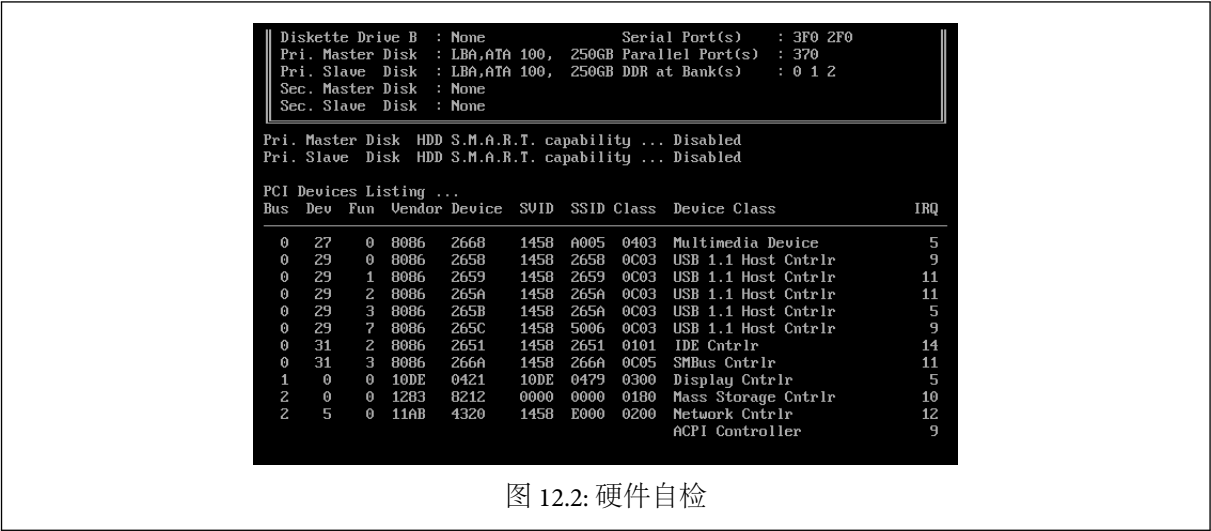 Diskette Drive B : None Serial Port(s) : 3F0 2F0
Pri. Master Disk : LBA,ATA 100, 250GB Parallel Port(s) : 370
Pri. Slave Disk : LBA,ATA 100, 250GB DDR at Bank(s) : 0 1 2
Sec. Master Disk : None
Sec. Slave Disk : None
Pri. Master Disk HDD S.M.A.R.T. capability ... Disabled
Pri. Slave Disk HDD S.M.A.R.T. capability ... Disabled
PCI Devices Listing ...
Bus Dev Fun Vendor Device SVID SSID Class Device Class IRQ
0 27 0 8086 2668 1458 A005 0403 Multimedia Device 5
0 29 0 8086 2658 1458 2658 0C03 USB 1.1 Host Cntrlr 9
0 29 1 8086 2659 1458 2659 0C03 USB 1.1 Host Cntrlr 11
0 29 2 8086 265A 1458 265A 0C03 USB 1.1 Host Cntrlr 11
0 29 3 8086 265B 1458 265A 0C03 USB 1.1 Host Cntrlr 5
0 29 7 8086 265C 1458 5006 0C03 USB 1.1 Host Cntrlr 9
0 31 2 8086 2651 1458 2651 0101 IDE Cntrlr 14
0 31 3 8086 266A 1458 266A 0C05 SMBus Cntrlr 11
1 0 0 10DE 0421 10DE 0479 0300 Display Cntrlr 5
2 0 0 1283 8212 0000 0000 0180 Mass Storage Cntrlr 10
2 5 0 11AB 4320 1458 E000 0200 Network Cntrlr 12
ACPI Controller 9
图 12.2: 硬件自检